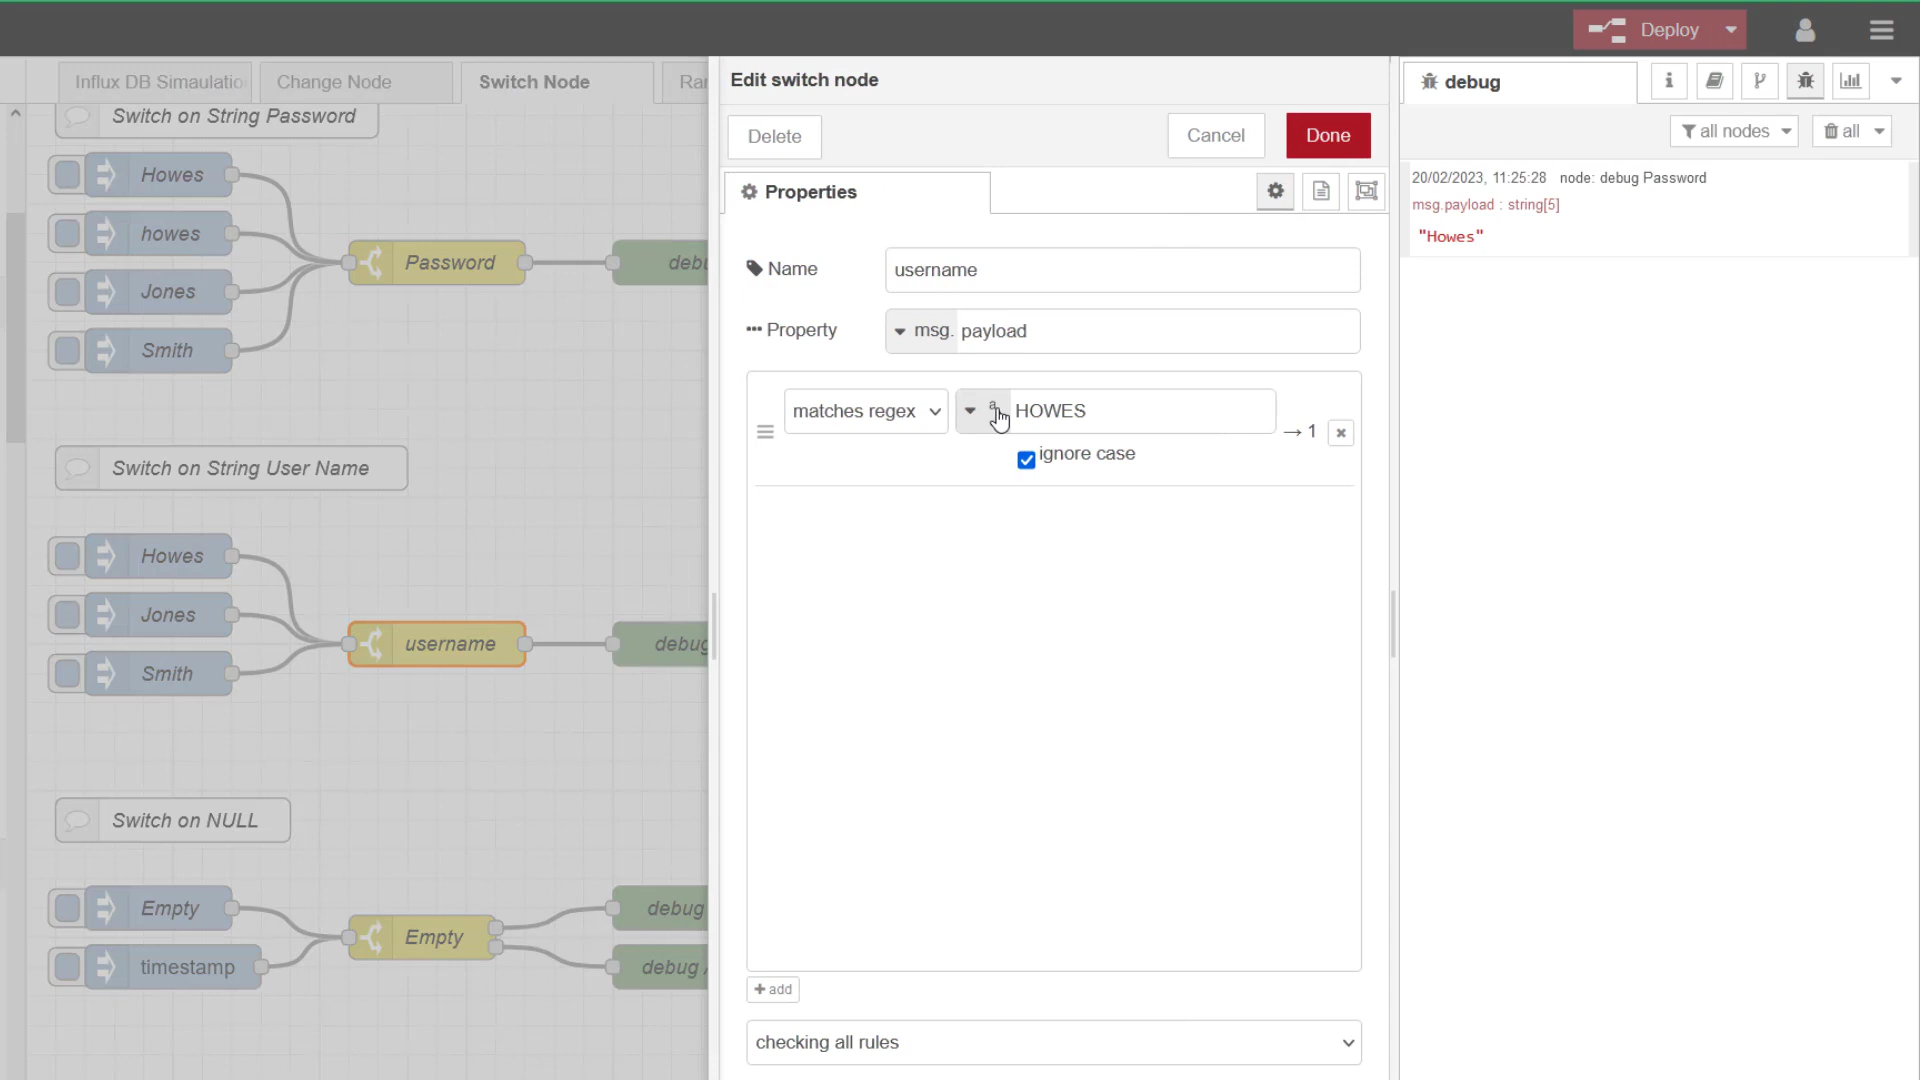 Deploy
Influx DB Simaulatio
Change Node
Switch Node
Ran
Edit switch node
debug
Delete
Cancel
Done
all nodes
all
Properties
20/02/2023, 11:25:28 node: debug Password
msg.payload : string[5]
"Howes"
Switch on String Password
Howes
howes
Jones
Smith
Password
debu
Name
username
Property
msg. payload
matches regex
HOWES
→ 1
ignore case
Switch on String User Name
Howes
Jones
Smith
username
debug
Switch on NULL
Empty
timestamp
Empty
debug
debug
+ add
checking all rules